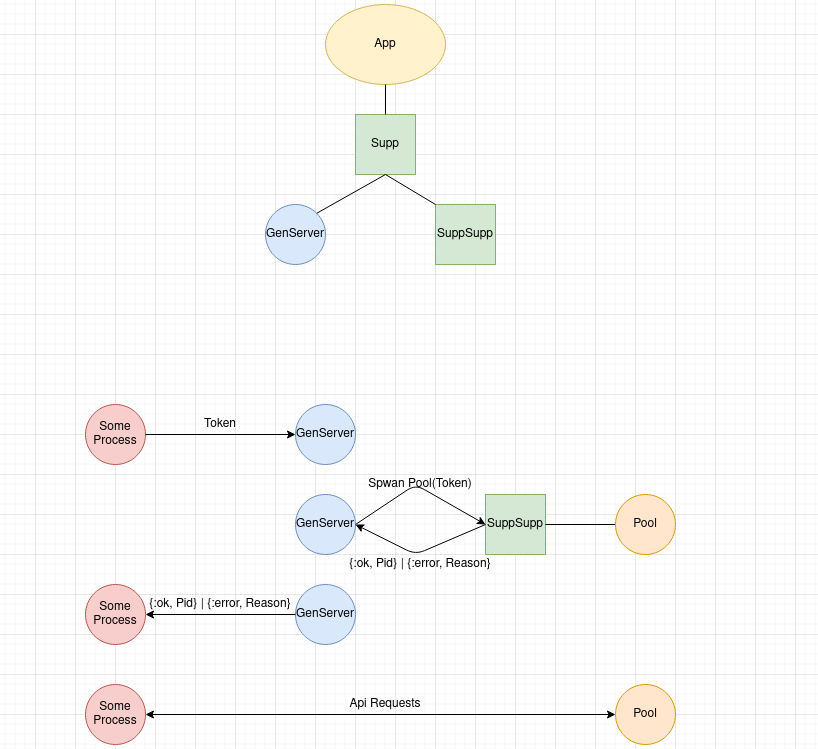 App
Supp
GenServer
SuppSupp
Token
Some
Process
GenServer
Spwan Pool(Token)
GenServer
SuppSupp
Pool
{:ok, Pid} | {:error, Reason}
{:ok, Pid} | {:error, Reason}
Some
Process
GenServer
Api Requests
Some
Process
Pool